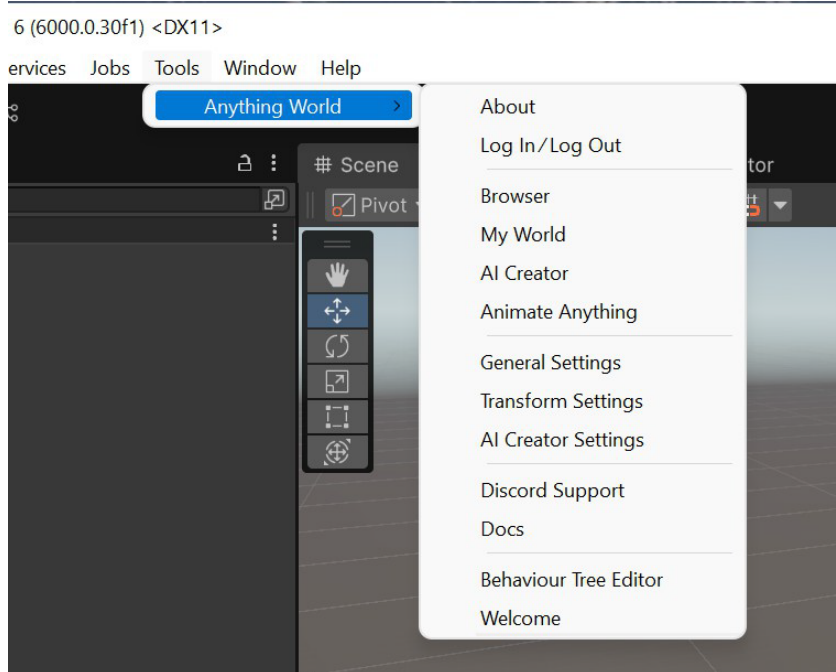 6 (6000.0.30f1) <DX11>
ervices Jobs Tools Window Help
Anything World
About
Log In/Log Out
# Scene
tor
Pivot
Browser
My World
AI Creator
Animate Anything
General Settings
Transform Settings
AI Creator Settings
Discord Support
Docs
Behaviour Tree Editor
Welcome